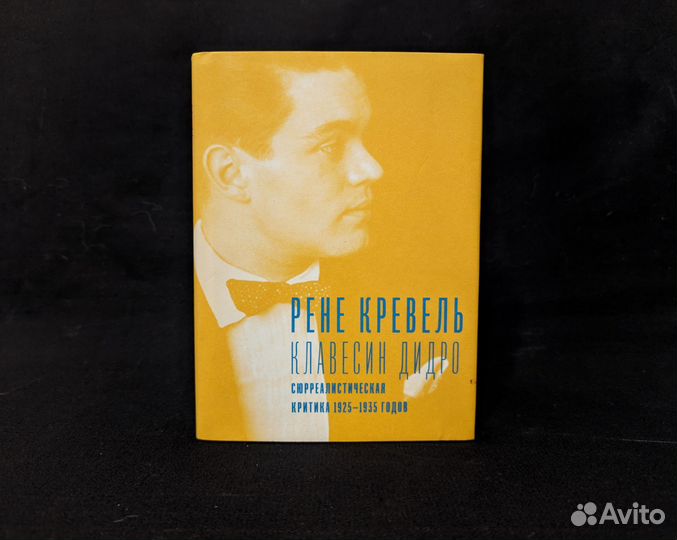 РЕНЕ КРЕВЕЛЬ
КЛАВЕСИН ДИДРО
СЮРРЕАЛИСТИЧЕСКАЯ
КРИТИКА 1925–1935 ГОДОВ
Avito